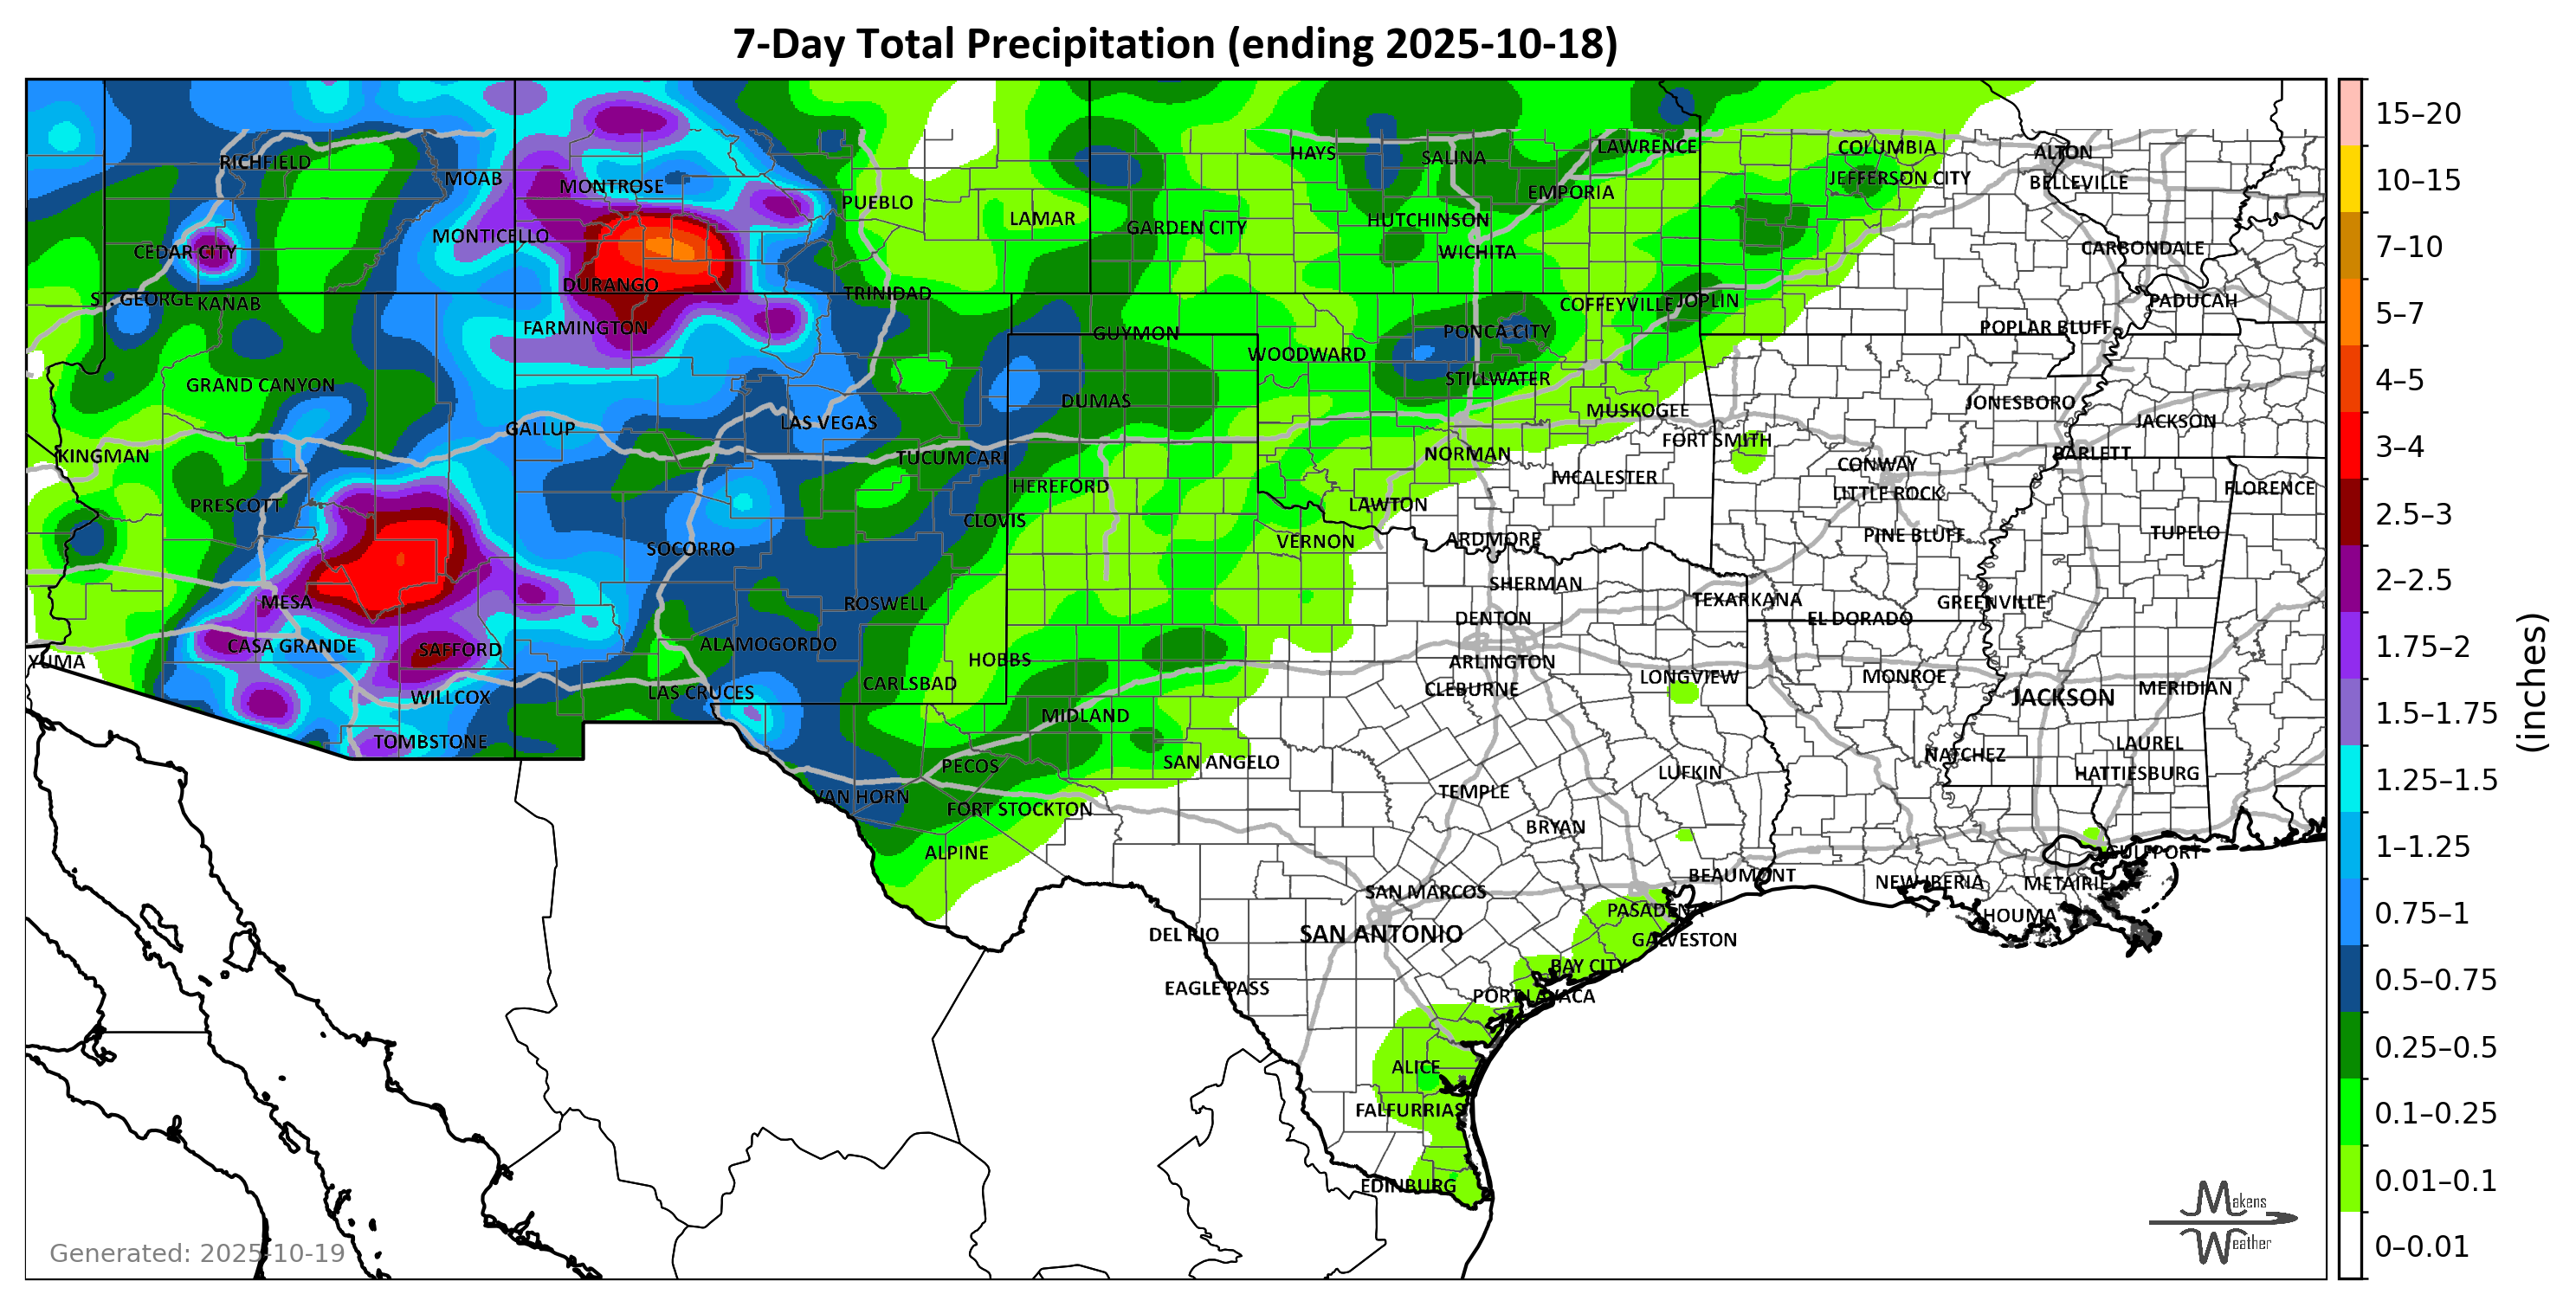 7-Day Total Precipitation (ending 2025-10-18)
RICHFIELD
MOAB
MONTROSE
PUEBLO
LAMAR
HAYS
SALINA
LAWRENCE
COLUMBIA
ALTON
JEFFERSON CITY
BELLEVILLE
EMPORIA
GARDEN CITY
HUTCHINSON
WICHITA
CEDAR CITY
MONTICELLO
CARBONDALE
DURANGO
TRINIDAD
ST. GEORGE
KANAB
COFFEYVILLE
JOPLIN
PADUCAH
FARMINGTON
GUYMON
PONCA CITY
POPLAR BLUFF
WOODWARD
GRAND CANYON
STILLWATER
DUMAS
MUSKOGEE
JONESBORO
JACKSON
GALLUP
LAS VEGAS
FORT SMITH
KINGMAN
TUCUMCARI
NORMAN
BARLETT
CONWAY
MCALESTER
PRESCOTT
HEREFORD
LITTLE ROCK
FLORENCE
LAWTON
CLOVIS
PINE BLUFF
TUPELO
SOCORRO
VERNON
ARDMORE
SHERMAN
MESA
ROSWELL
TEXARKANA
GREENVILLE
DENTON
EL DORADO
CASA GRANDE
SAFFORD
ALAMOGORDO
YUMA
HOBBS
ARLINGTON
LONGVIEW
MONROE
WILLCOX
LAS CRUCES
CARLSBAD
CLEBURNE
JACKSON
MERIDIAN
MIDLAND
TOMBSTONE
LAUREL
NATCHEZ
PECOS
SAN ANGELO
LUFKIN
HATTIESBURG
VAN HORN
FORT STOCKTON
TEMPLE
BRYAN
ALPINE
GULFPORT
BEAUMONT
SAN MARCOS
NEW IBERIA
METAIRIE
PASADENA
HOUMA
DEL RIO
SAN ANTONIO
GALVESTON
BAY CITY
EAGLE PASS
PORT LAVACA
ALICE
FALFURRIAS
EDINBURG
Generated: 2025-10-19
Makens
Weather
15–20
10–15
7–10
5–7
4–5
3–4
2.5–3
2–2.5
1.75–2
1.5–1.75
1.25–1.5
1–1.25
0.75–1
0.5–0.75
0.25–0.5
0.1–0.25
0.01–0.1
0–0.01
(inches)